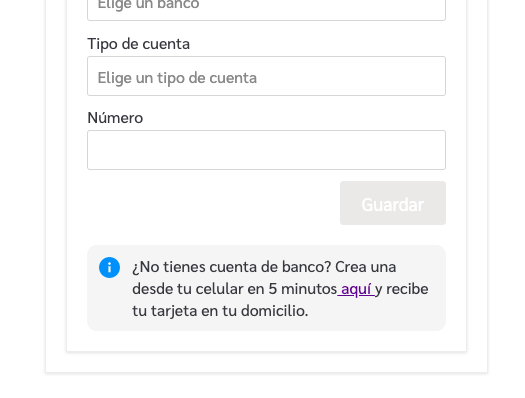 Elige un banco
Tipo de cuenta
Elige un tipo de cuenta
Número
Guardar
¿No tienes cuenta de banco? Crea una
desde tu celular en 5 minutos aquí y recibe
tu tarjeta en tu domicilio.